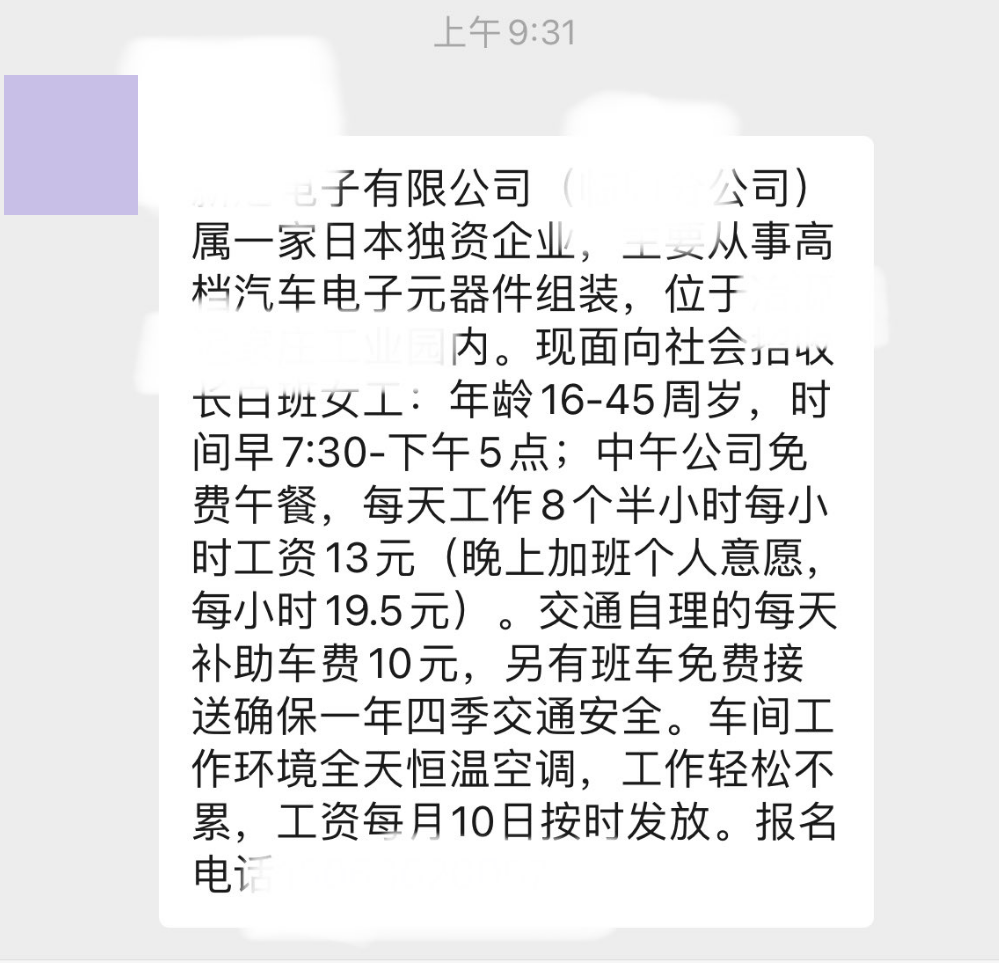 上午9:31
电子有限公司（公司）
属一家日本独资企业，主要从事高
档汽车电子元器件组装，位于
工业园内。现面向社会招收
长白班女工：年龄16-45周岁，时
间早7:30-下午5点；中午公司免
费午餐，每天工作8个半小时每小
时工资13元（晚上加班个人意愿，
每小时19.5元）。交通自理的每天
补助车费10元，另有班车免费接
送确保一年四季交通安全。车间工
作环境全天恒温空调，工作轻松不
累，工资每月10日按时发放。报名
电话